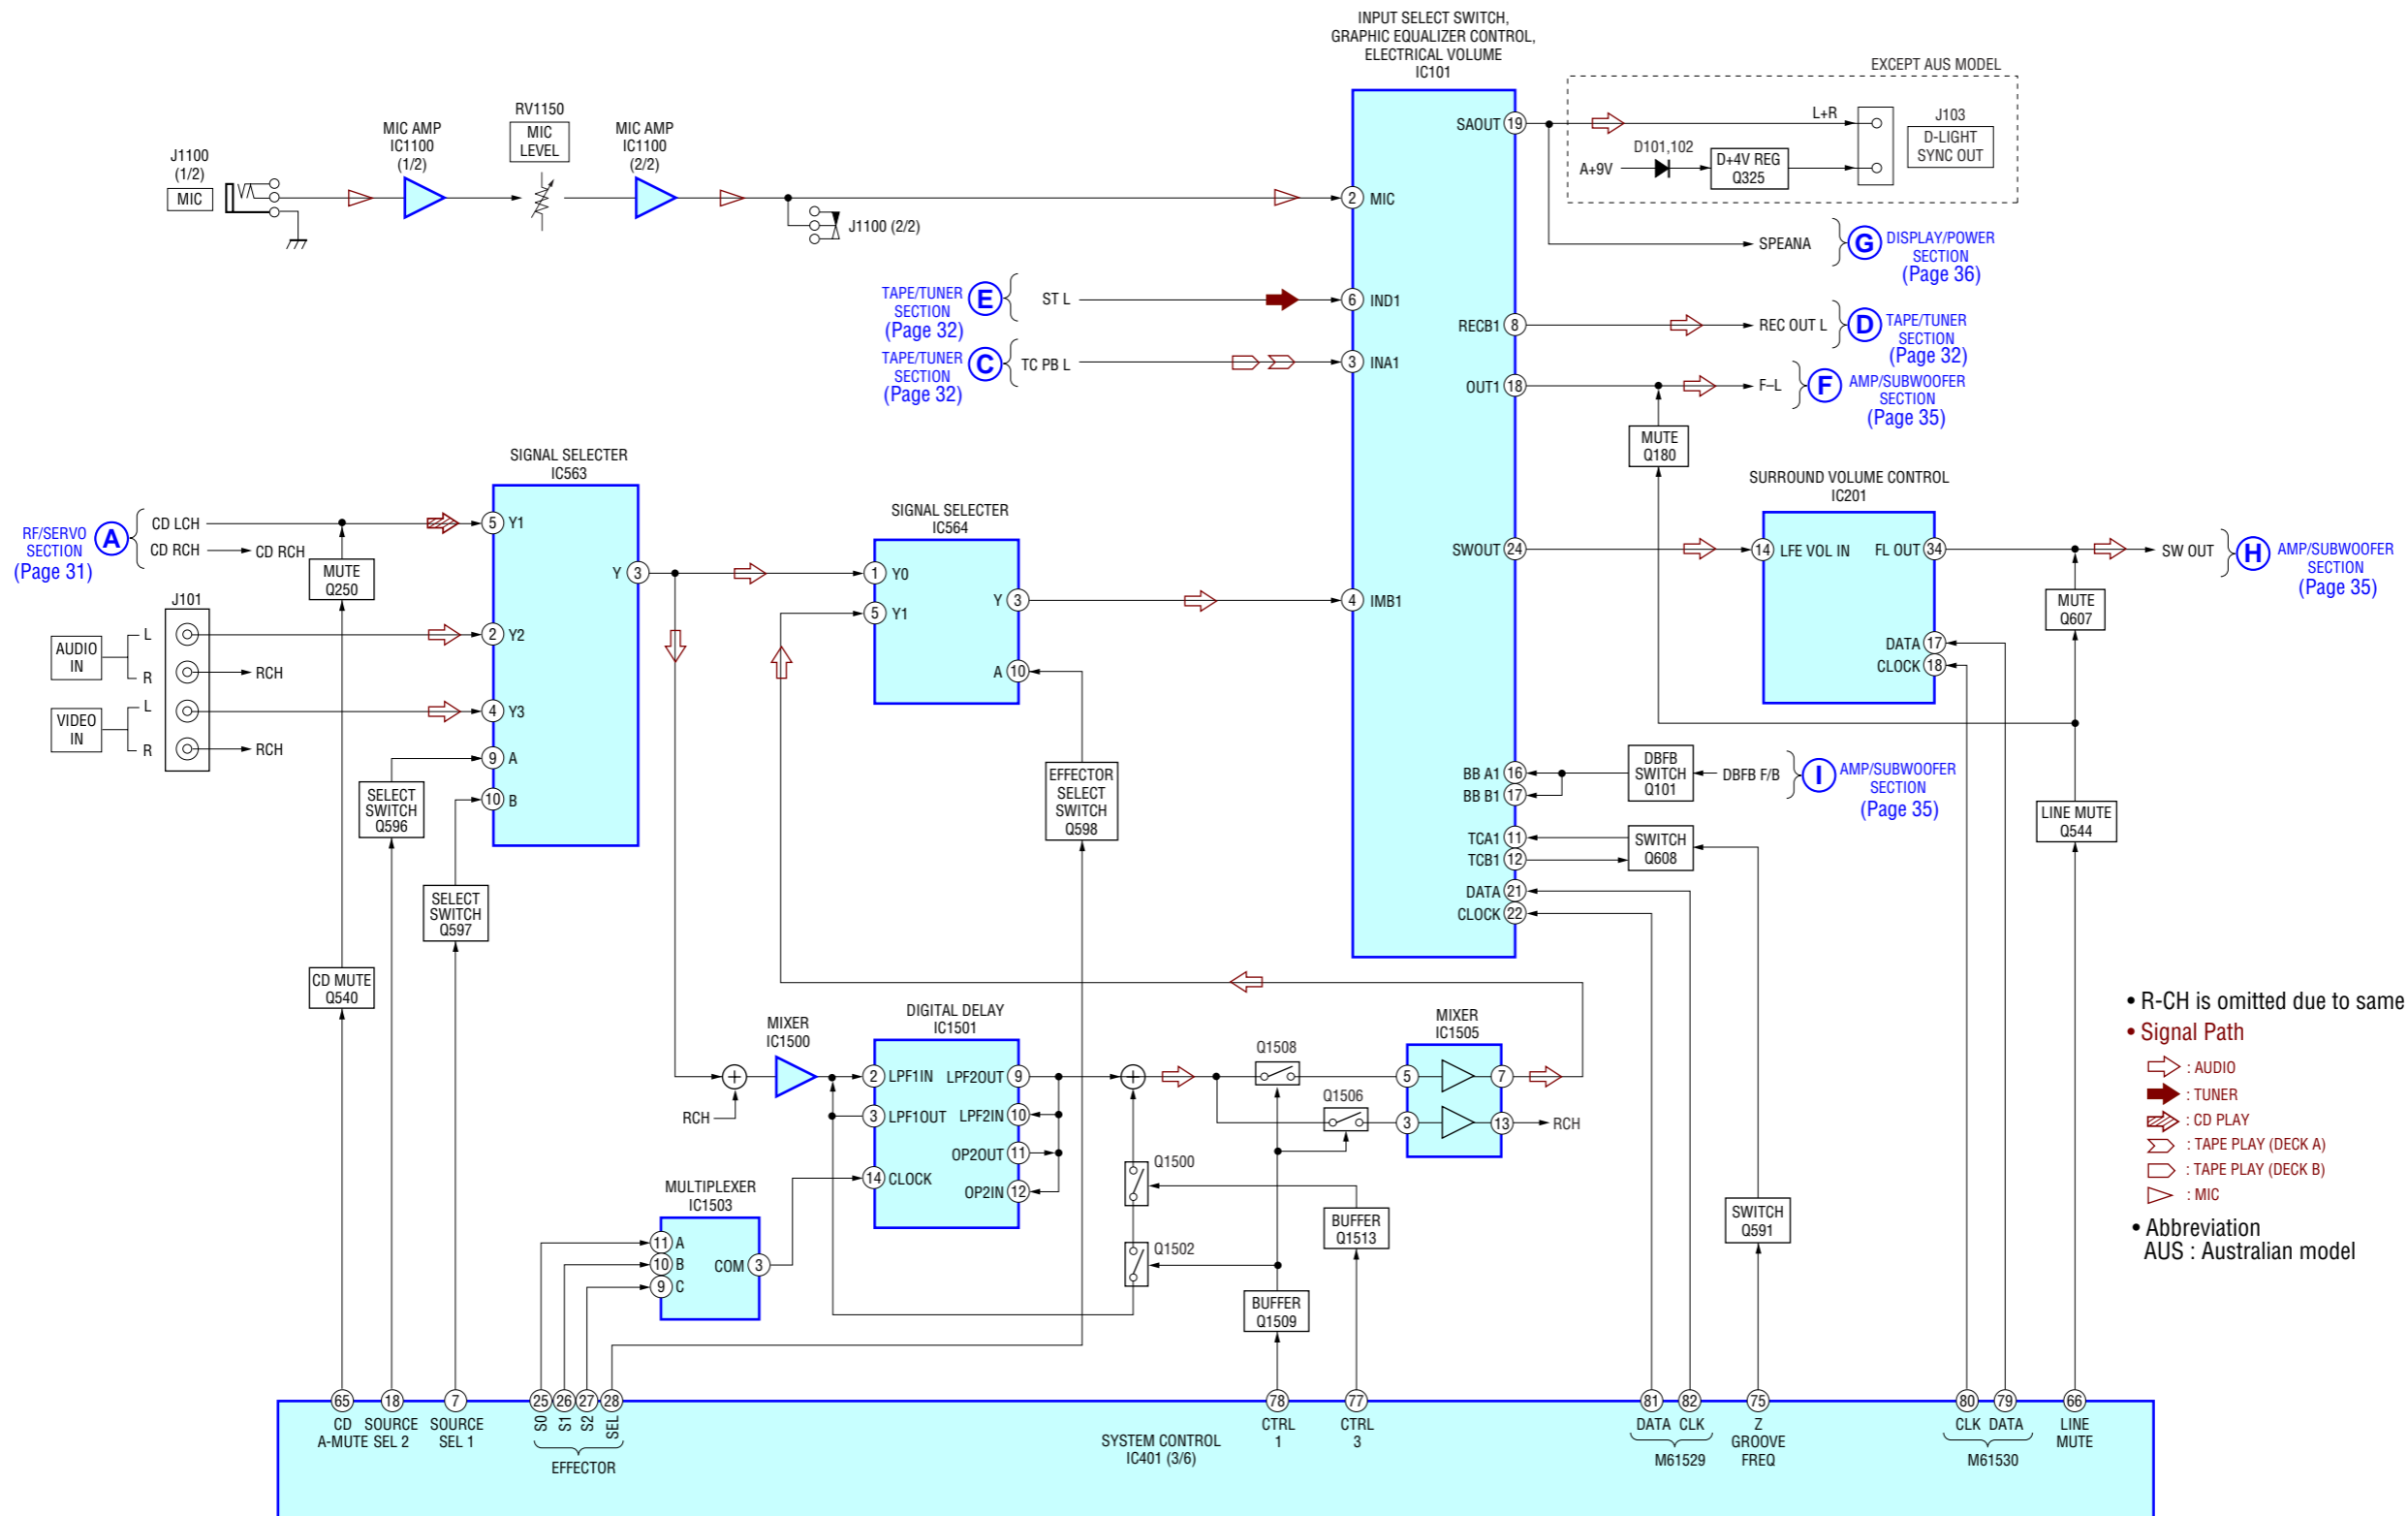 INPUT SELECT SWITCH,
GRAPHIC EQUALIZER CONTROL,
ELECTRICAL VOLUME
IC101
EXCEPT AUS MODEL
J1100
(1/2)
MIC
MIC AMP
IC1100
(1/2)
RV1150
MIC
LEVEL
MIC AMP
IC1100
(2/2)
J1100 (2/2)
2 MIC
SAOUT 19
L+R
J103
D-LIGHT
SYNC OUT
D101,102
A+9V
D+4V REG
Q325
SPEANA
G DISPLAY/POWER
SECTION
(Page 36)
TAPE/TUNER
SECTION
(Page 32)
E
ST L
6 IND1
RECB1 8
REC OUT L
D TAPE/TUNER
SECTION
(Page 32)
TAPE/TUNER
SECTION
(Page 32)
C
TC PB L
3 INA1
OUT1 18
F–L
F AMP/SUBWOOFER
SECTION
(Page 35)
MUTE
Q180
SIGNAL SELECTER
IC563
RF/SERVO
SECTION
(Page 31)
A
CD LCH
CD RCH
CD RCH
MUTE
Q250
5 Y1
Y 3
SIGNAL SELECTER
IC564
1 Y0
5 Y1
Y 3
A 10
4 IMB1
SWOUT 24
SURROUND VOLUME CONTROL
IC201
14 LFE VOL IN
FL OUT 34
DATA 17
CLOCK 18
SW OUT
H AMP/SUBWOOFER
SECTION
(Page 35)
MUTE
Q607
J101
AUDIO
IN
L
R
RCH
2 Y2
VIDEO
IN
L
R
RCH
4 Y3
9 A
10 B
SELECT
SWITCH
Q596
SELECT
SWITCH
Q597
EFFECTOR
SELECT
SWITCH
Q598
BB A1 16
BB B1 17
DBFB
SWITCH
Q101
DBFB F/B
I AMP/SUBWOOFER
SECTION
(Page 35)
TCA1 11
TCB1 12
SWITCH
Q608
LINE MUTE
Q544
DATA 21
CLOCK 22
CD MUTE
Q540
MIXER
IC1500
RCH
DIGITAL DELAY
IC1501
2 LPF1IN
3 LPF1OUT
14 CLOCK
LPF2OUT 9
LPF2IN 10
OP2OUT 11
OP2IN 12
Q1508
Q1506
MIXER
IC1505
5
7
3
13
RCH
Q1500
Q1502
MULTIPLEXER
IC1503
11 A
10 B
9 C
COM 3
BUFFER
Q1513
BUFFER
Q1509
SWITCH
Q591
• R-CH is omitted due to same
• Signal Path
: AUDIO
: TUNER
: CD PLAY
: TAPE PLAY (DECK A)
: TAPE PLAY (DECK B)
: MIC
• Abbreviation
AUS : Australian model
65
CD
A-MUTE
18
SOURCE
SEL 2
7
SOURCE
SEL 1
25
S0
26
S1
27
S2
28
SEL
EFFECTOR
SYSTEM CONTROL
IC401 (3/6)
78
CTRL
1
77
CTRL
3
81
DATA
82
CLK
M61529
75
Z
GROOVE
FREQ
80
CLK
79
DATA
M61530
66
LINE
MUTE